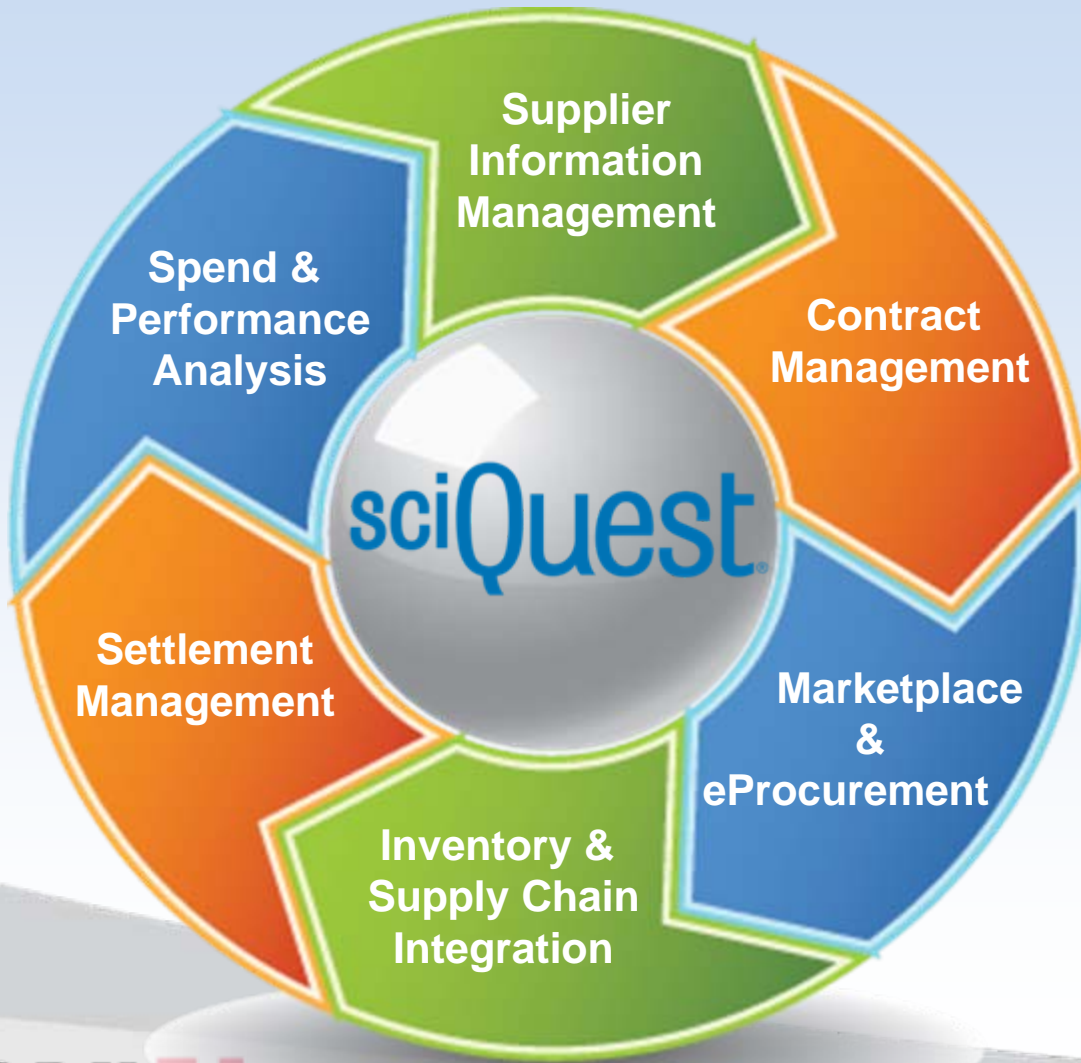 Supplier
Information
Management
Contract
Management
Marketplace
&
eProcurement
Inventory &
Supply Chain
Integration
Settlement
Management
Spend &
Performance
Analysis
sciQuest®